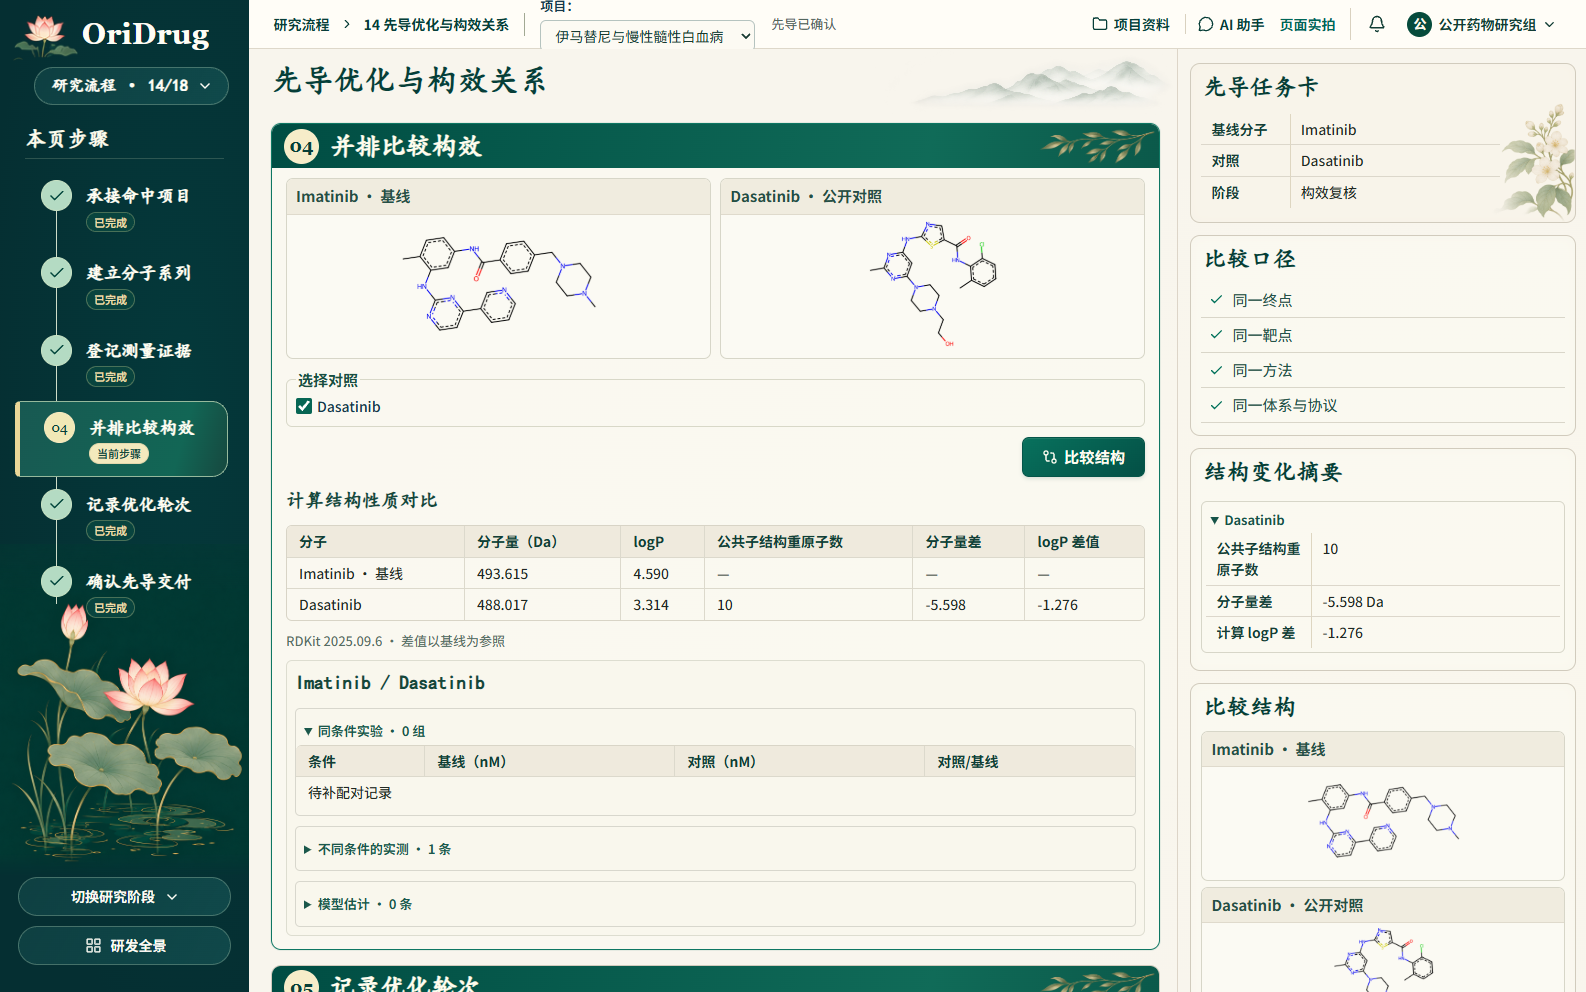 OriDrug
研究流程 • 14/18
本页步骤
承接命中项目
已完成
建立分子系列
已完成
登记测量证据
已完成
04 并排比较构效
当前步骤
记录优化轮次
已完成
确认先导交付
已完成
切换研究阶段
研发全景
研究流程 > 14 先导优化与构效关系
项目：
伊马替尼与慢性髓性白血病
先导已确认
项目资料
AI 助手
页面实拍
公 公开药物研究组
先导优化与构效关系
04 并排比较构效
Imatinib · 基线
Dasatinib · 公开对照
选择对照
Dasatinib
比较结构
计算结构性质对比
分子 分子量（Da） logP 公共子结构重原子数 分子量差 logP 差值
Imatinib · 基线 493.615 4.590 — — —
Dasatinib 488.017 3.314 10 -5.598 -1.276
RDKit 2025.09.6 · 差值以基线为参照
Imatinib / Dasatinib
▼ 同条件实验 · 0 组
条件 基线（nM） 对照（nM） 对照/基线
待补配对记录
▶ 不同条件的实测 · 1 条
▶ 模型估计 · 0 条
05 记录优化轮次
先导任务卡
基线分子 Imatinib
对照 Dasatinib
阶段 构效复核
比较口径
同一终点
同一靶点
同一方法
同一体系与协议
结构变化摘要
▼ Dasatinib
公共子结构重原子数 10
分子量差 -5.598 Da
计算 logP 差 -1.276
比较结构
Imatinib · 基线
Dasatinib · 公开对照